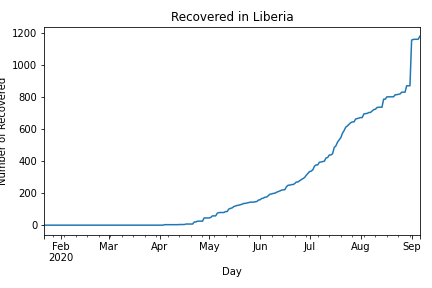 Recovered in Liberia
Number of Recovered
1200
1000
800
600
400
200
0
Feb
2020
Mar
Apr
May
Jun
Jul
Aug
Sep
Day